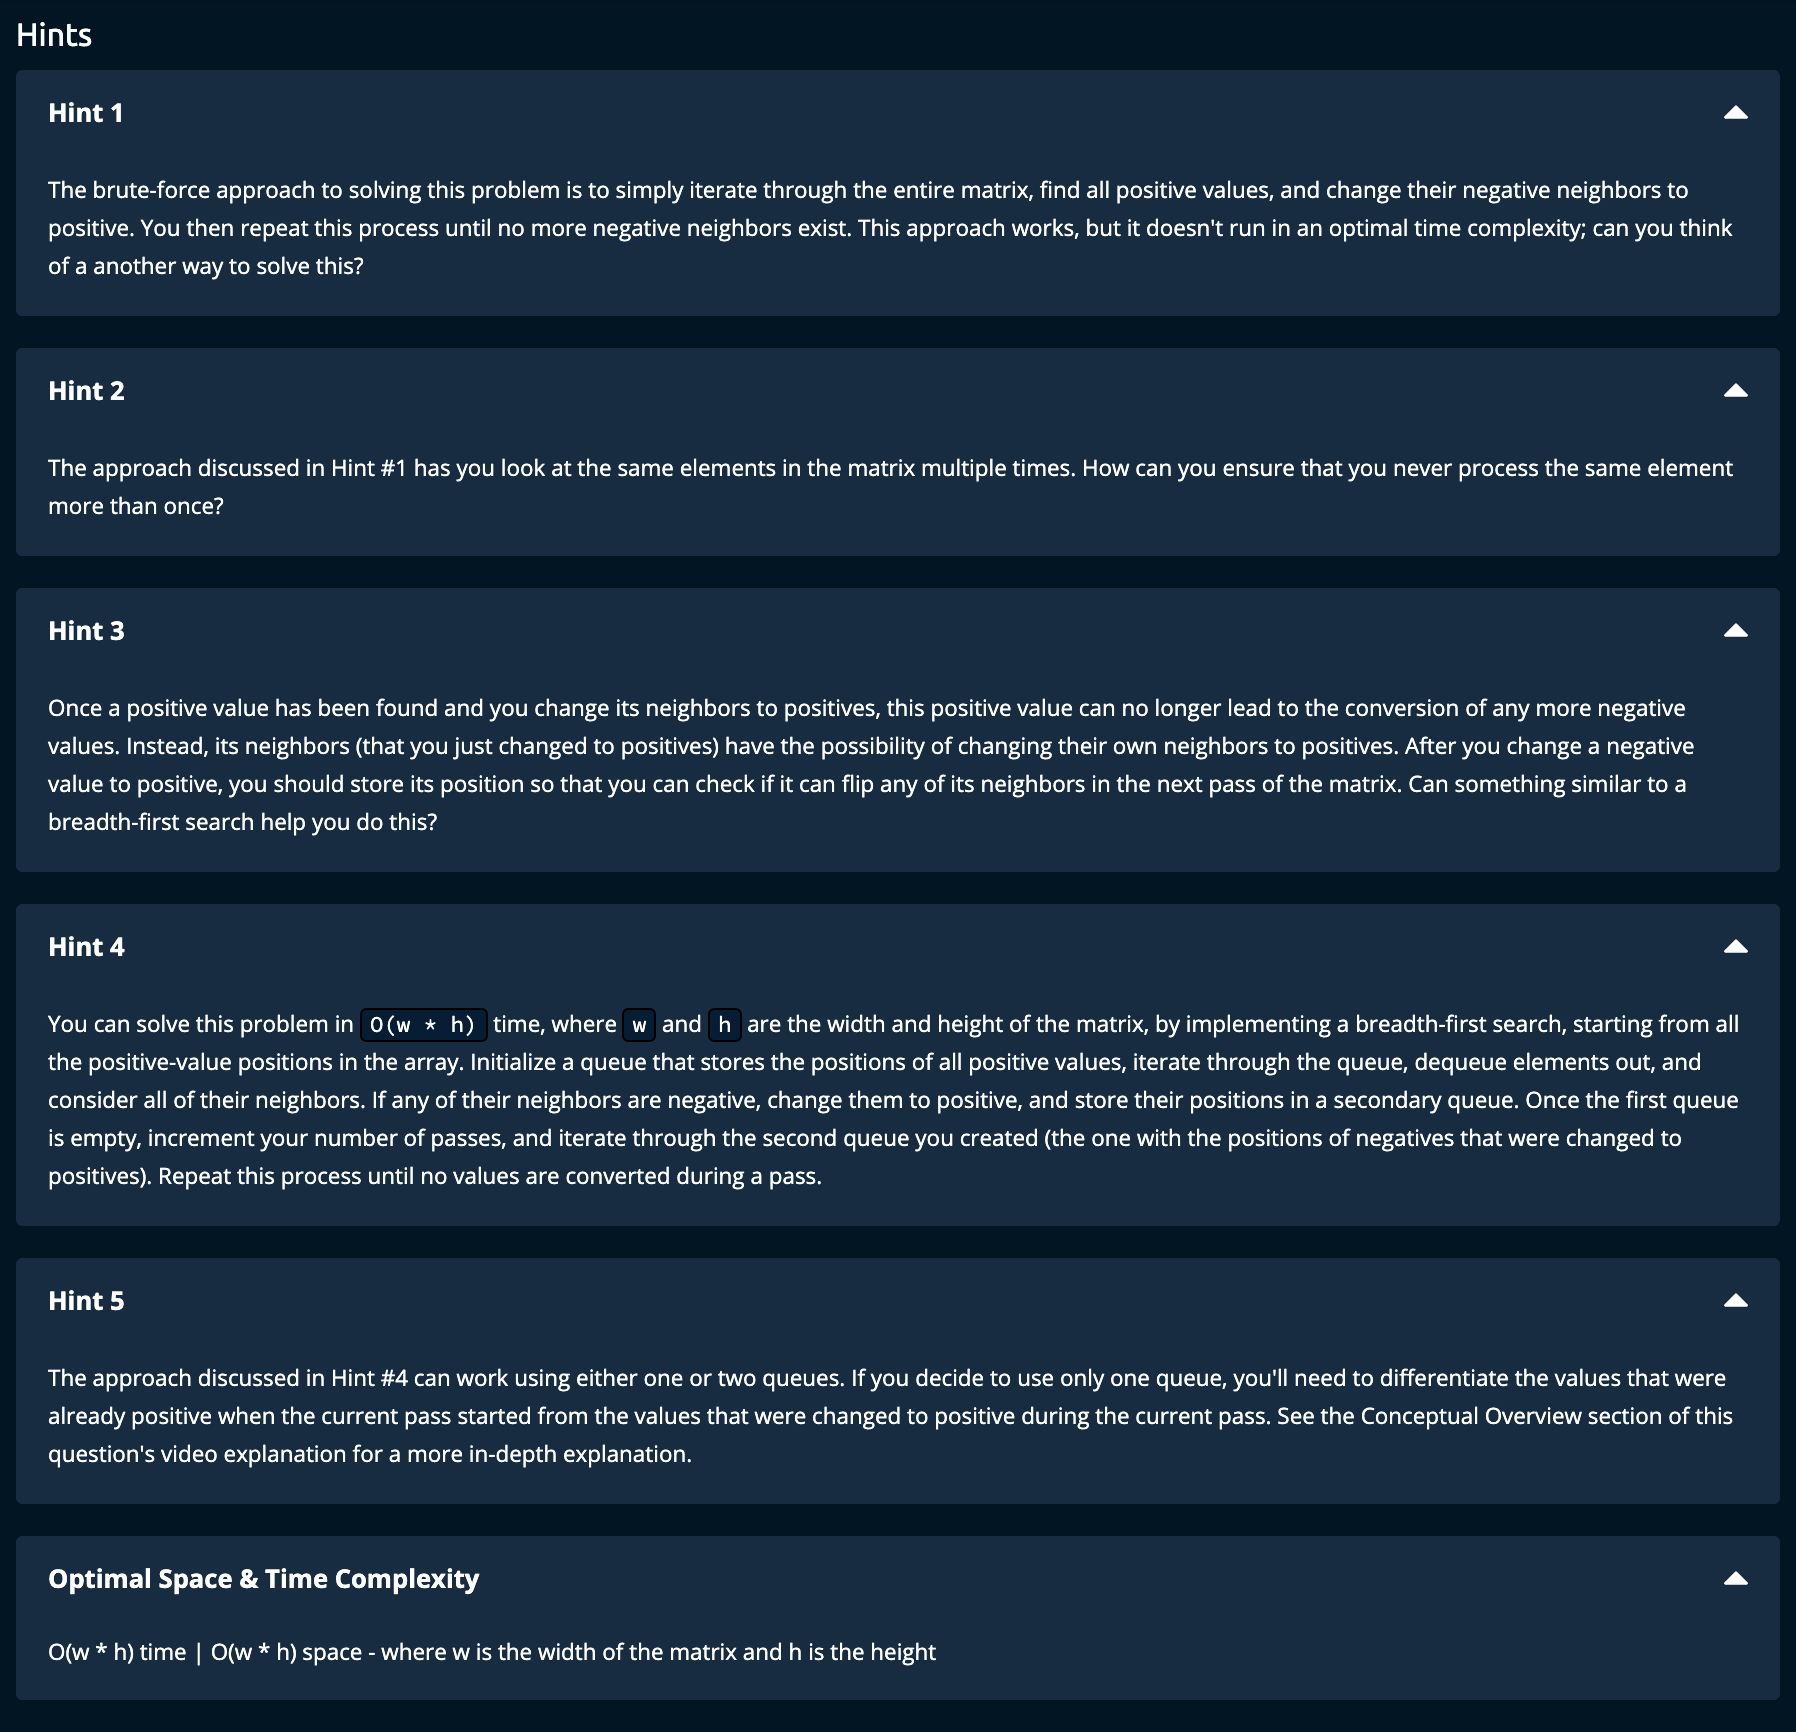 Hints
Hint 1
The brute-force approach to solving this problem is to simply iterate through the entire matrix, find all positive values, and change their negative neighbors to
positive. You then repeat this process until no more negative neighbors exist. This approach works, but it doesn't run in an optimal time complexity; can you think
of a another way to solve this?
Hint 2
The approach discussed in Hint #1 has you look at the same elements in the matrix multiple times. How can you ensure that you never process the same element
more than once?
Hint 3
Once a positive value has been found and you change its neighbors to positives, this positive value can no longer lead to the conversion of any more negative
values. Instead, its neighbors (that you just changed to positives) have the possibility of changing their own neighbors to positives. After you change a negative
value to positive, you should store its position so that you can check if it can flip any of its neighbors in the next pass of the matrix. Can something similar to a
breadth-first search help you do this?
Hint 4
You can solve this problem in O(w * h) time, where w and h are the width and height of the matrix, by implementing a breadth-first search, starting from all
the positive-value positions in the array. Initialize a queue that stores the positions of all positive values, iterate through the queue, dequeue elements out, and
consider all of their neighbors. If any of their neighbors are negative, change them to positive, and store their positions in a secondary queue. Once the first queue
is empty, increment your number of passes, and iterate through the second queue you created (the one with the positions of negatives that were changed to
positives). Repeat this process until no values are converted during a pass.
Hint 5
The approach discussed in Hint #4 can work using either one or two queues. If you decide to use only one queue, you'll need to differentiate the values that were
already positive when the current pass started from the values that were changed to positive during the current pass. See the Conceptual Overview section of this
question's video explanation for a more in-depth explanation.
Optimal Space & Time Complexity
O(w * h) time | O(w * h) space - where w is the width of the matrix and h is the height